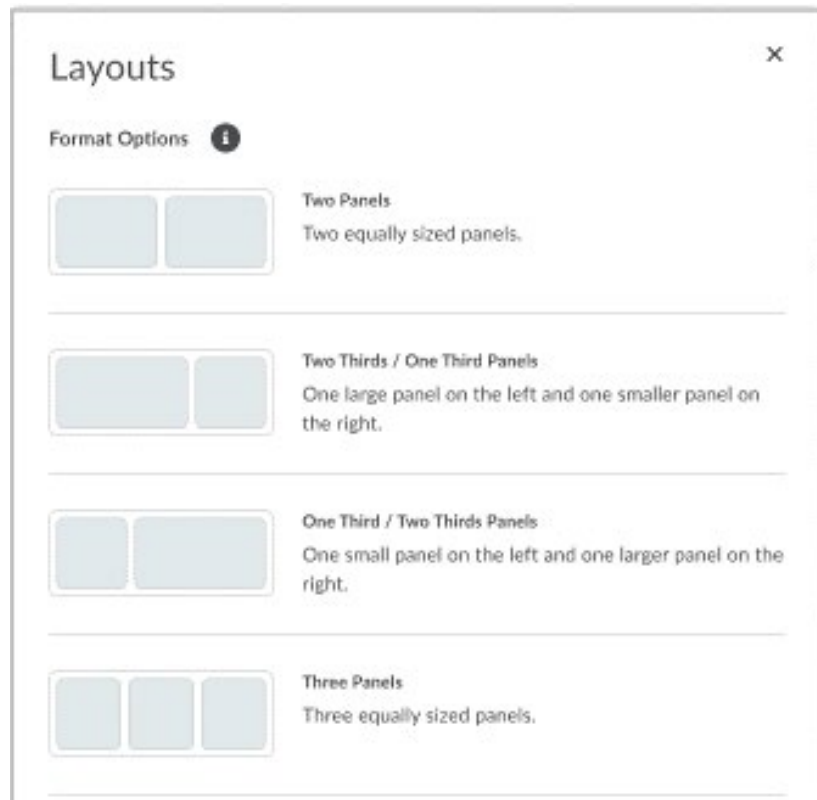 Layouts
Format Options
Two Panels
Two equally sized panels.
Two Thirds / One Third Panels
One large panel on the left and one smaller panel on
the right.
One Third / Two Thirds Panels
One small panel on the left and one larger panel on the
right.
Three Panels
Three equally sized panels.